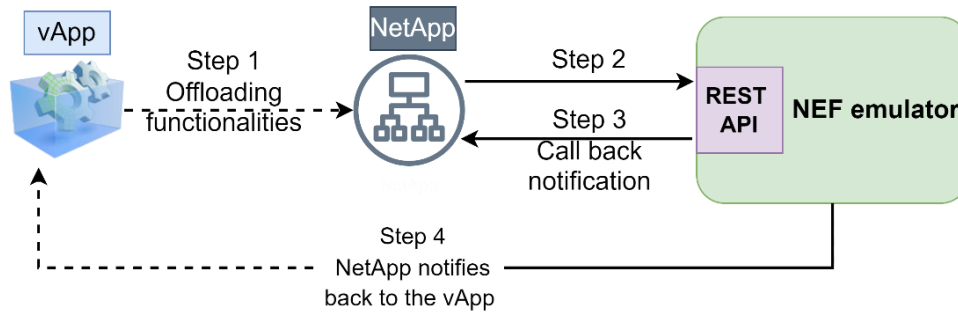 vApp
NetApp
Step 1
Offloading
functionalities
Step 2
REST
API
NEF emulator
Step 3
Call back
notification
Step 4
NetApp notifies
back to the vApp